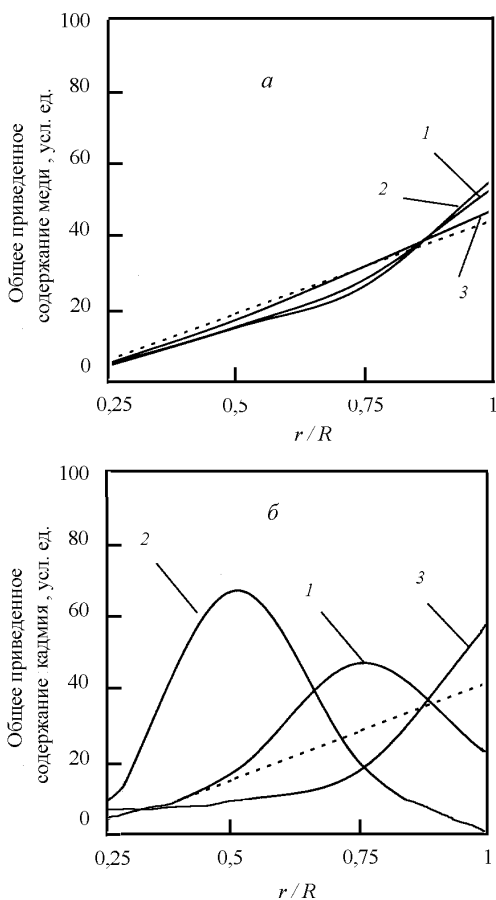 100
80
60
40
20
0
Общее приведенное
содержание меди , усл. ед.
а
1
2
3
0,25 0,5 0,75 1
r / R
100
80
60
40
20
0
Общее приведенное
содержание кадмия , усл. ед.
б
2
1
3
0,25 0,5 0,75 1
r / R